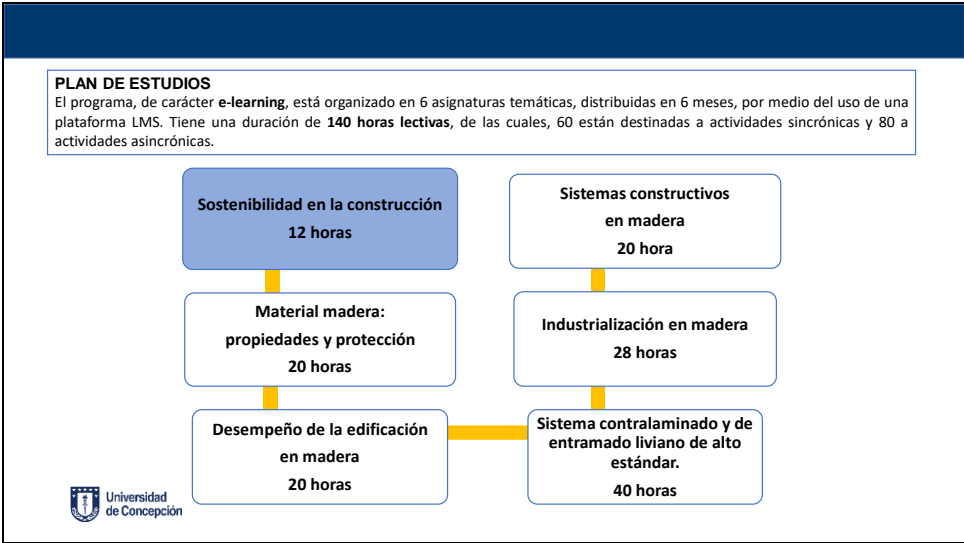 PLAN DE ESTUDIOS
El programa, de carácter e-learning, está organizado en 6 asignaturas temáticas, distribuidas en 6 meses, por medio del uso de una
plataforma LMS. Tiene una duración de 140 horas lectivas, de las cuales, 60 están destinadas a actividades sincrónicas y 80 a
actividades asincrónicas.
Sostenibilidad en la construcción
12 horas
Material madera:
propiedades y protección
20 horas
Desempeño de la edificación
en madera
20 horas
Sistema contralaminado y de
entramado liviano de alto
estándar.
40 horas
Industrialización en madera
28 horas
Sistemas constructivos
en madera
20 hora
Universidad
de Concepción